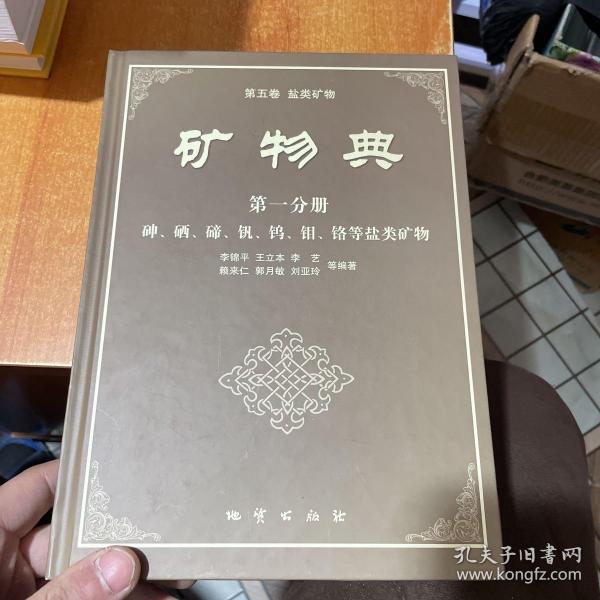 第五卷 盐类矿物
矿物典
第一分册
砷、硒、碲、钒、钨、钼、铬等盐类矿物
李锦平 王立本 李 艺
赖来仁 郭月敏 刘亚玲 等编著
地质出版社
孔夫子旧书网
www.kongfz.com